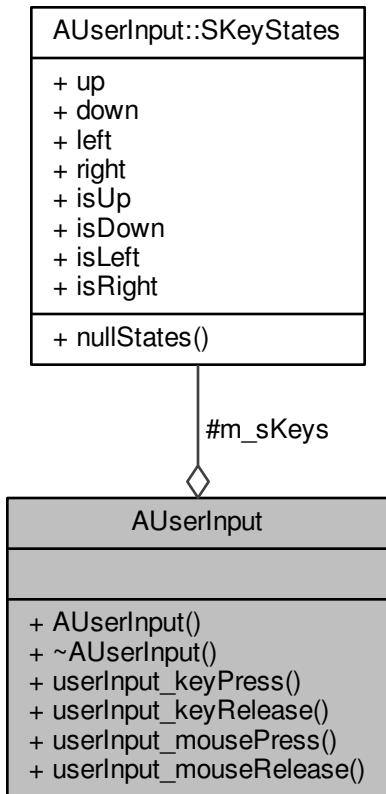 AUserInput::SKeyStates
+ up
+ down
+ left
+ right
+ isUp
+ isDown
+ isLeft
+ isRight
+ nullStates()
#m_sKeys
AUserInput
+ AUserInput()
+ ~AUserInput()
+ userInput_keyPress()
+ userInput_keyRelease()
+ userInput_mousePress()
+ userInput_mouseRelease()